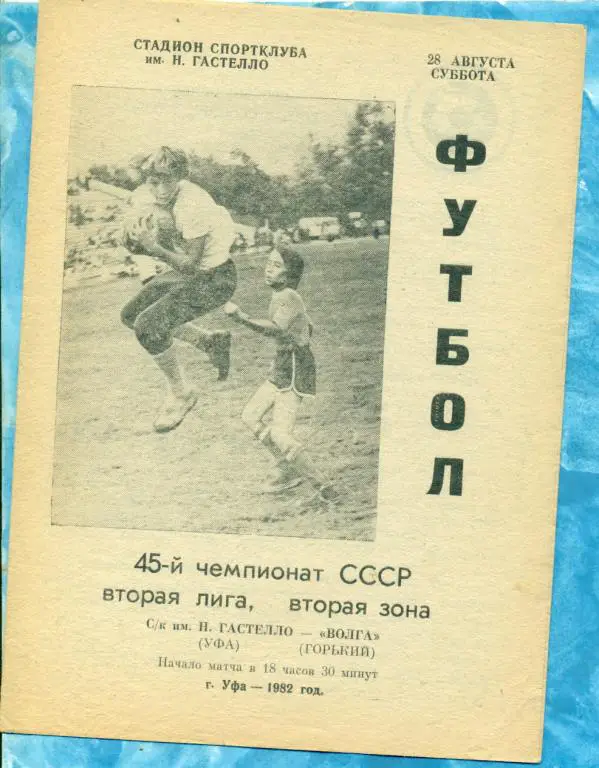 СТАДИОН СПОРТКЛУБА
им. Н. ГАСТЕЛЛО
28 АВГУСТА
СУББОТА
ФУТБОЛ
45-й чемпионат СССР
вторая лига, вторая зона
С/к им. Н. ГАСТЕЛЛО — «ВОЛГА»
(УФА) (ГОРЬКИЙ)
Начало матча в 18 часов 30 минут
г. Уфа — 1982 год.